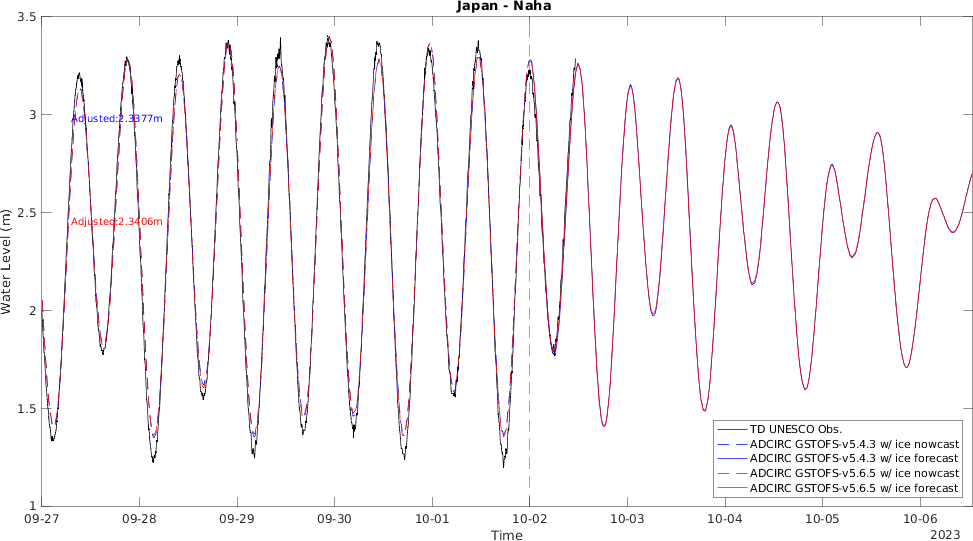 Japan - Naha
3.5
3
2.5
2
1.5
1
Water Level (m)
Adjusted:2.3377m
Adjusted:2.3406m
TD UNESCO Obs.
ADCIRC GSTOFS-v5.4.3 w/ ice nowcast
ADCIRC GSTOFS-v5.4.3 w/ ice forecast
ADCIRC GSTOFS-v5.6.5 w/ ice nowcast
ADCIRC GSTOFS-v5.6.5 w/ ice forecast
09-27 09-28 09-29 09-30 10-01 10-02 10-03 10-04 10-05 10-06
Time
2023